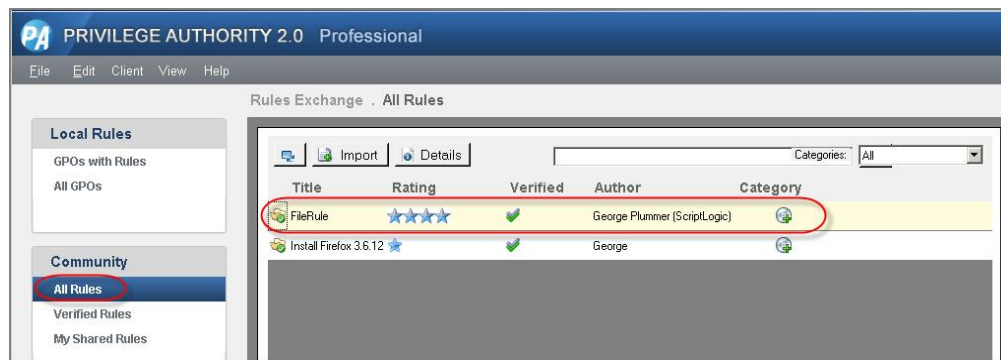 PA PRIVILEGE AUTHORITY 2.0 Professional
File Edit Client View Help
Rules Exchange . All Rules
Local Rules
GPOs with Rules
All GPOs
Community
All Rules
Verified Rules
My Shared Rules
Import Details Categories: All
Title Rating Verified Author Category
FileRule George Plummer (ScriptLogic)
Install Firefox 3.6.12 George